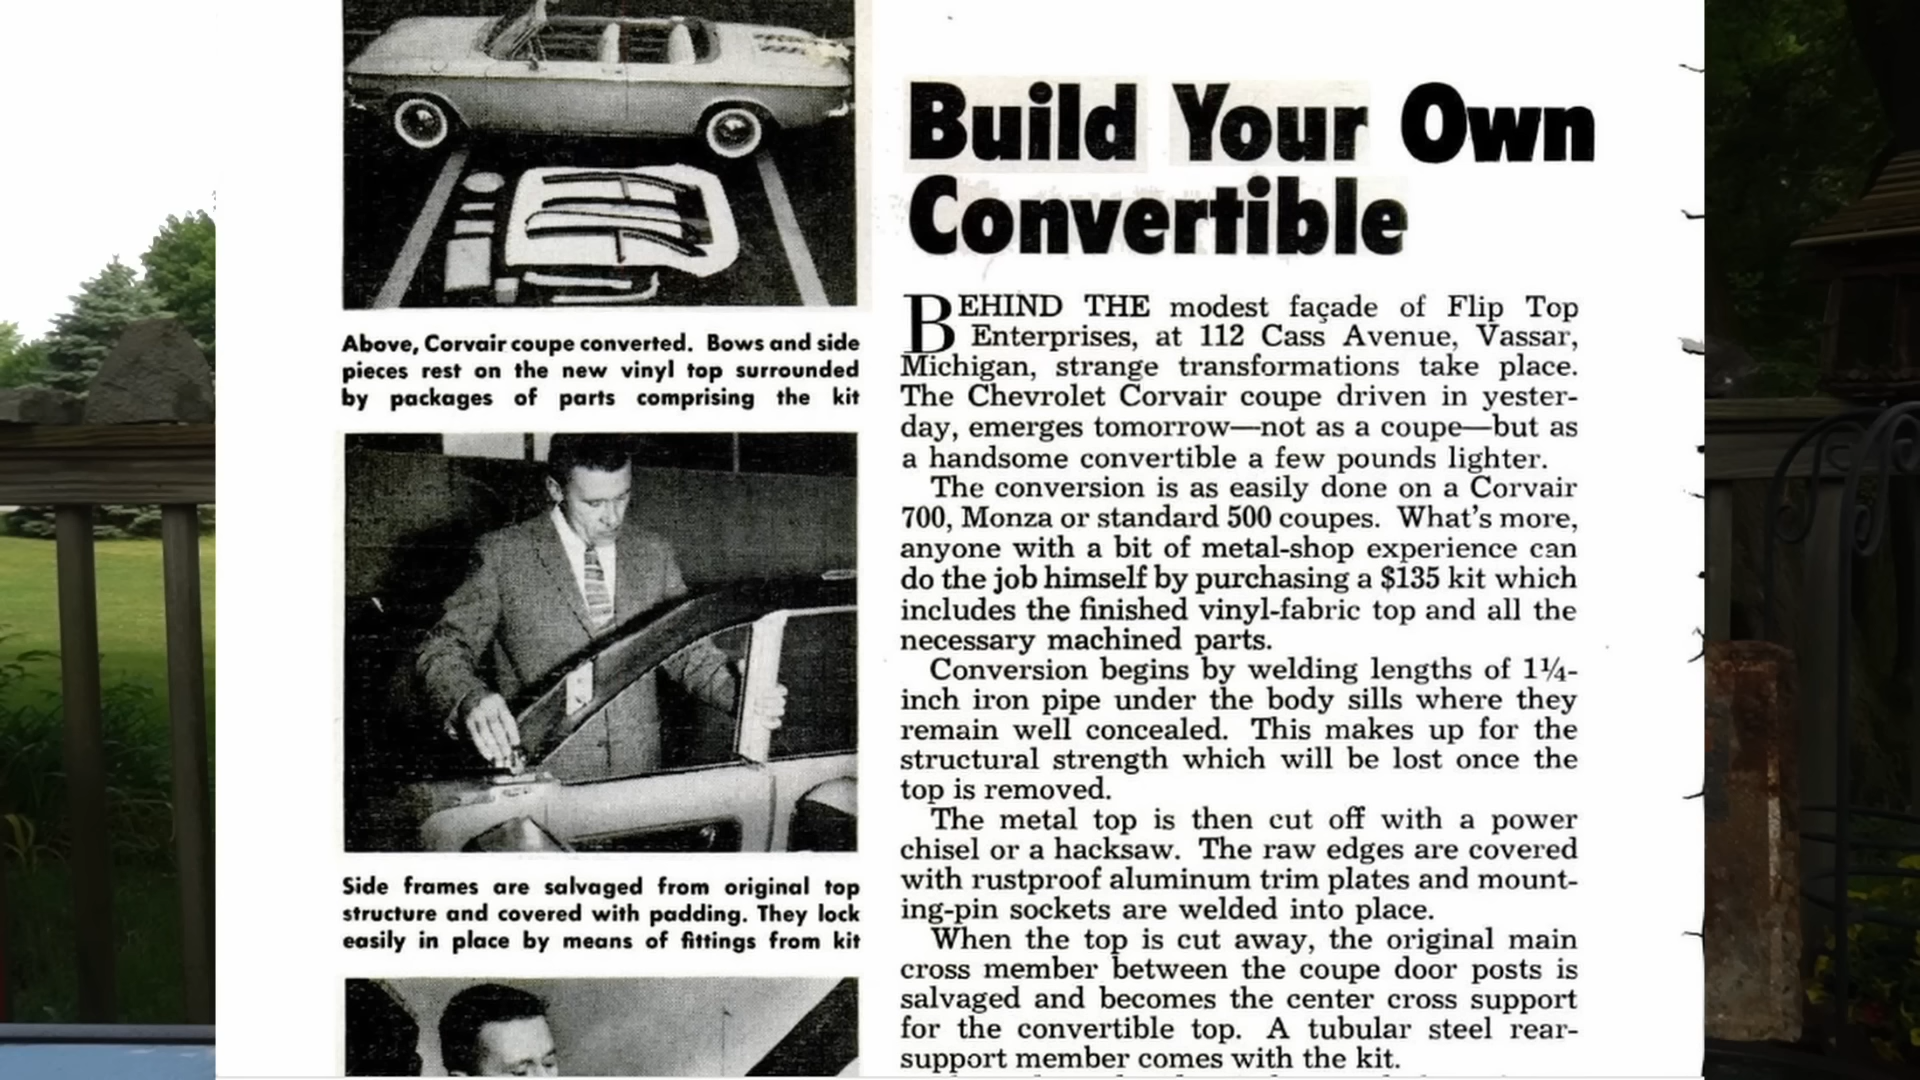 Build Your Own
Convertible
Above, Corvair coupe converted. Bows and side
pieces rest on the new vinyl top surrounded
by packages of parts comprising the kit
Side frames are salvaged from original top
structure and covered with padding. They lock
easily in place by means of fittings from kit
BEHIND THE modest façade of Flip Top
Enterprises, at 112 Cass Avenue, Vassar,
Michigan, strange transformations take place.
The Chevrolet Corvair coupe driven in yester-
day, emerges tomorrow—not as a coupe—but as
a handsome convertible a few pounds lighter.
The conversion is as easily done on a Corvair
700, Monza or standard 500 coupes. What's more,
anyone with a bit of metal-shop experience can
do the job himself by purchasing a $135 kit which
includes the finished vinyl-fabric top and all the
necessary machined parts.
Conversion begins by welding lengths of 1¼-
inch iron pipe under the body sills where they
remain well concealed. This makes up for the
structural strength which will be lost once the
top is removed.
The metal top is then cut off with a power
chisel or a hacksaw. The raw edges are covered
with rustproof aluminum trim plates and mount-
ing-pin sockets are welded into place.
When the top is cut away, the original main
cross member between the coupe door posts is
salvaged and becomes the center cross support
for the convertible top. A tubular steel rear-
support member comes with the kit.